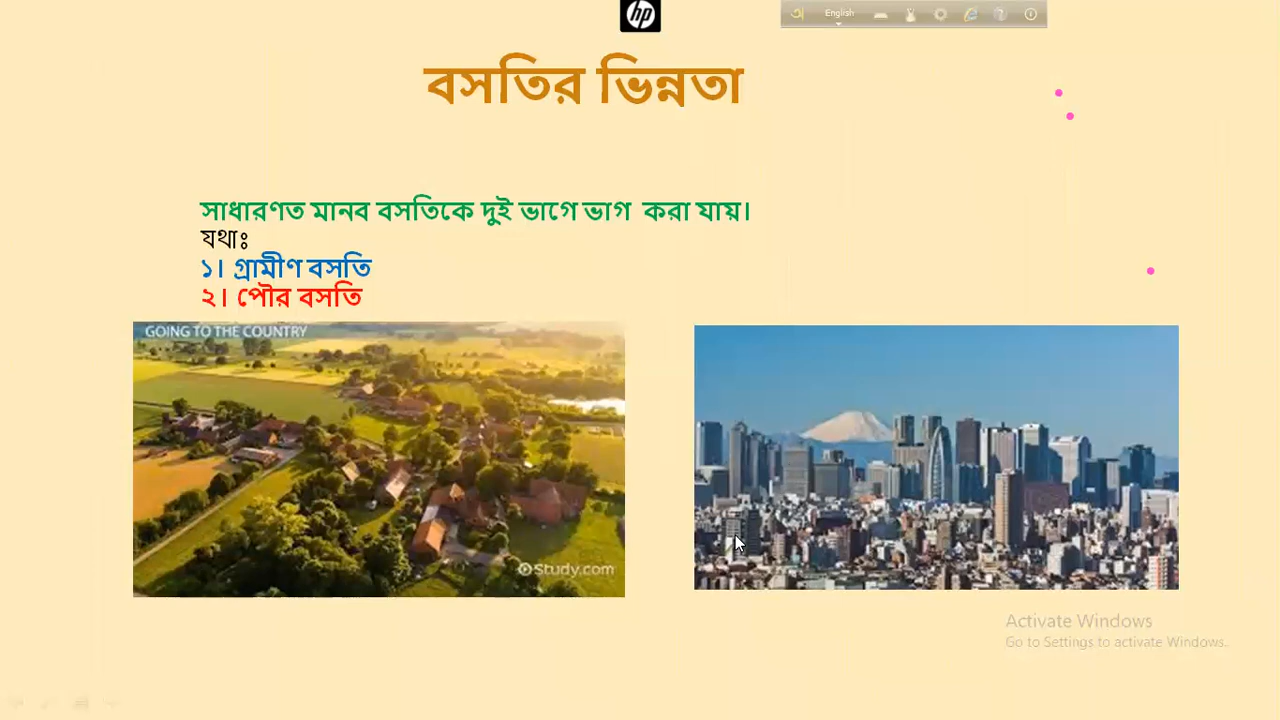 hp
অ English
বসতির ভিন্নতা
সাধারণত মানব বসতিকে দুই ভাগে ভাগ করা যায়।
যথাঃ
১। গ্রামীণ বসতি
২। পৌর বসতি
GOING TO THE COUNTRY
Study.com
Activate Windows
Go to Settings to activate Windows.